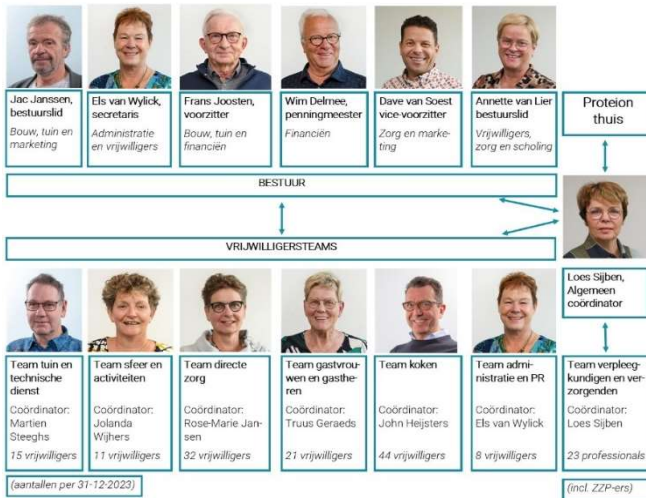 Jac Janssen,
bestuurslid
Bouw, tuin en
marketing
Els van Wylick,
secretaris
Administratie
en vrijwilligers
Frans Joosten,
voorzitter
Bouw, tuin en
financiën
Wim Delmee,
penningmeester
Financiën
Dave van Soest
vice-voorzitter
Zorg en marke-
ting
Annette van Lier
bestuurslid
Vrijwilligers,
zorg en scholing
Proteion
thuis
BESTUUR
VRIJWILLIGERSTEAMS
Loes Sijben,
Algemeen
coördinator
Team tuin en
technische
dienst
Coördinator:
Martien
Steeghs
15 vrijwilligers
Team sfeer en
activiteiten
Coördinator:
Jolanda
Wijhers
11 vrijwilligers
Team directe
zorg
Coördinator:
Rose-Marie Jan-
sen
32 vrijwilligers
Team gastvrou-
wen en gasthe-
ren
Coördinator:
Truus Geraeds
21 vrijwilligers
Team koken
Coördinator:
John Heijsters
44 vrijwilligers
Team admi-
nistratie en PR
Coördinator:
Els van Wylick
8 vrijwilligers
Team verpleeg-
kundigen en ver-
zorgenden
Coördinator:
Loes Sijben
23 professionals
(aantallen per 31-12-2023)
(incl. ZZP-ers)